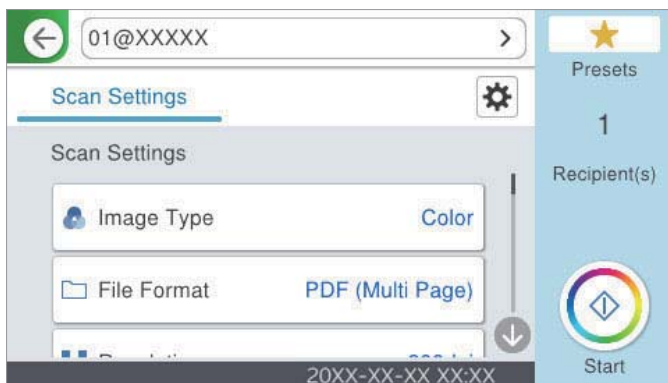 01@XXXXX
Presets
Scan Settings
1
Recipient(s)
Scan Settings
Image Type
Color
File Format
PDF (Multi Page)
20XX-XX-XX XX:XX
Start